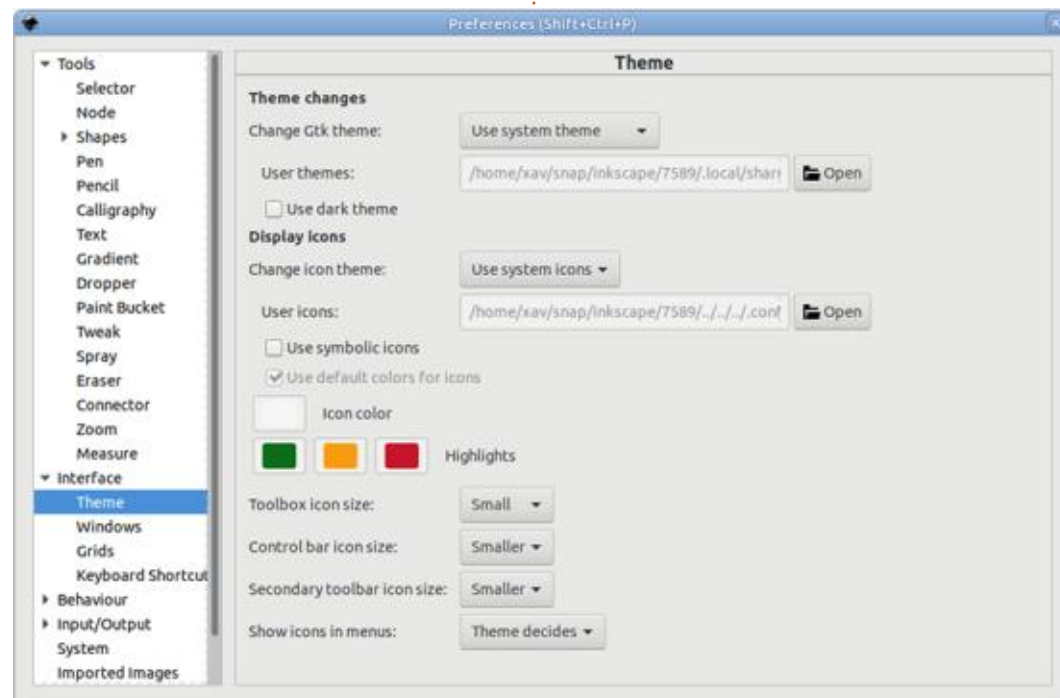 Preferences (Shift+Ctrl+P)
Tools
Selector
Node
Shapes
Pen
Pencil
Calligraphy
Text
Gradient
Dropper
Paint Bucket
Tweak
Spray
Eraser
Connector
Zoom
Measure
Interface
Theme
Windows
Grids
Keyboard Shortcut
Behaviour
Input/Output
System
Imported Images
Theme
Theme changes
Change Gtk theme: Use system theme
User themes: /home/xav/snap/inkscape/7589/.local/shari Open
Use dark theme
Display icons
Change icon theme: Use system icons
User icons: /home/xav/snap/inkscape/7589/../../../.conf Open
Use symbolic icons
Use default colors for icons
Icon color
Highlights
Toolbox icon size: Small
Control bar icon size: Smaller
Secondary toolbar icon size: Smaller
Show icons in menus: Theme decides